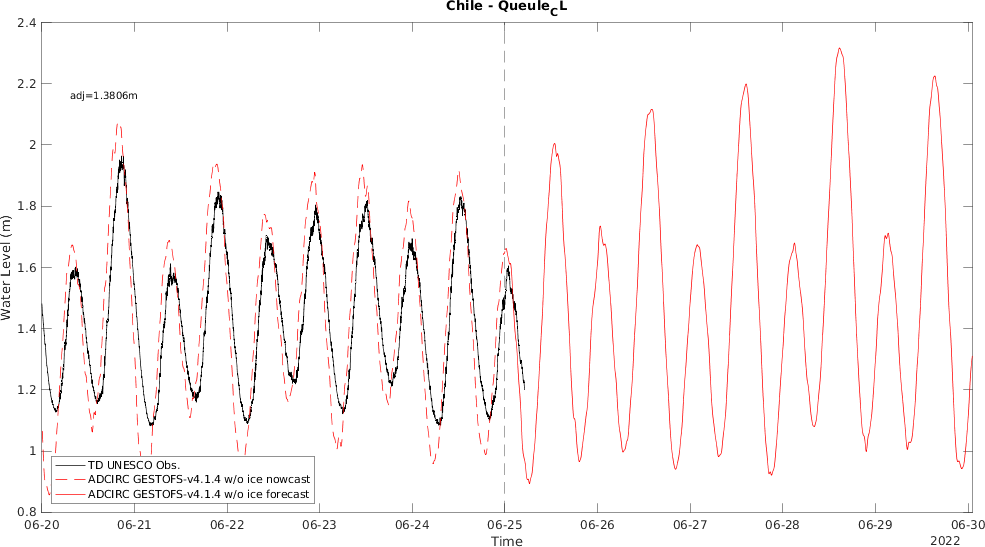 Chile - Queule_CL
2.4
2.2
2
1.8
1.6
1.4
1.2
1
0.8
Water Level (m)
adj=1.3806m
TD UNESCO Obs.
ADCIRC GESTOFS-v4.1.4 w/o ice nowcast
ADCIRC GESTOFS-v4.1.4 w/o ice forecast
06-20 06-21 06-22 06-23 06-24 06-25 06-26 06-27 06-28 06-29 06-30
Time
2022